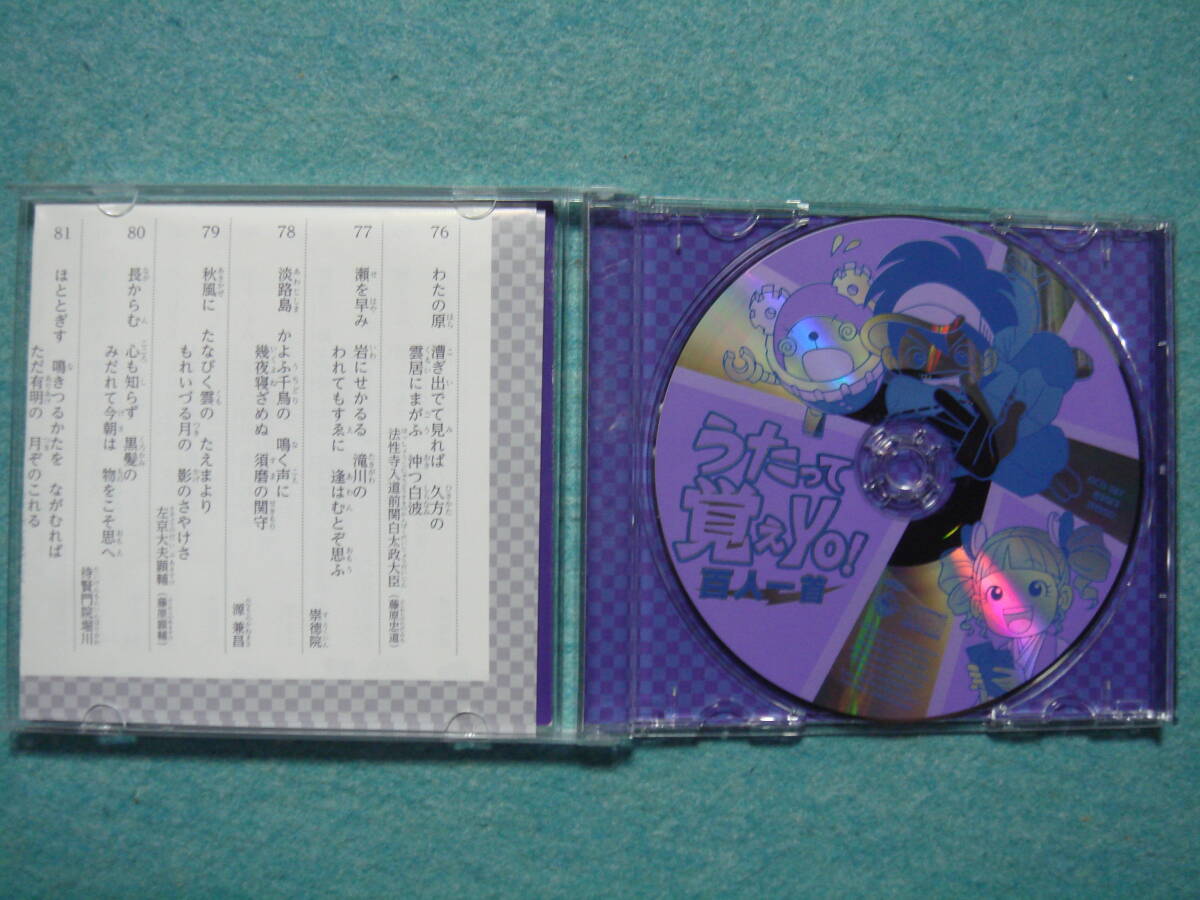 76 わたの原 漕ぎ出でて見れば 久方の
雲居にまがふ 沖つ白波
法性寺入道前関白太政大臣（藤原忠通）
77 瀬を早み 岩にせかるる 滝川の
われてもすゑに 逢はむとぞ思ふ
崇徳院
78 淡路島 かよふ千鳥の 鳴く声に
幾夜寝ざめぬ 須磨の関守
源 兼昌
79 秋風に たなびく雲の たえまより
もれいづる月の 影のさやけさ
左京大夫顕輔（藤原顕輔）
80 長からむ 心も知らず 黒髪の
みだれて今朝は 物をこそ思へ
待賢門院堀川
81 ほととぎす 鳴きつるかたを ながむれば
ただ有明の 月ぞのこれる
うたって
覚えyo!
百人一首